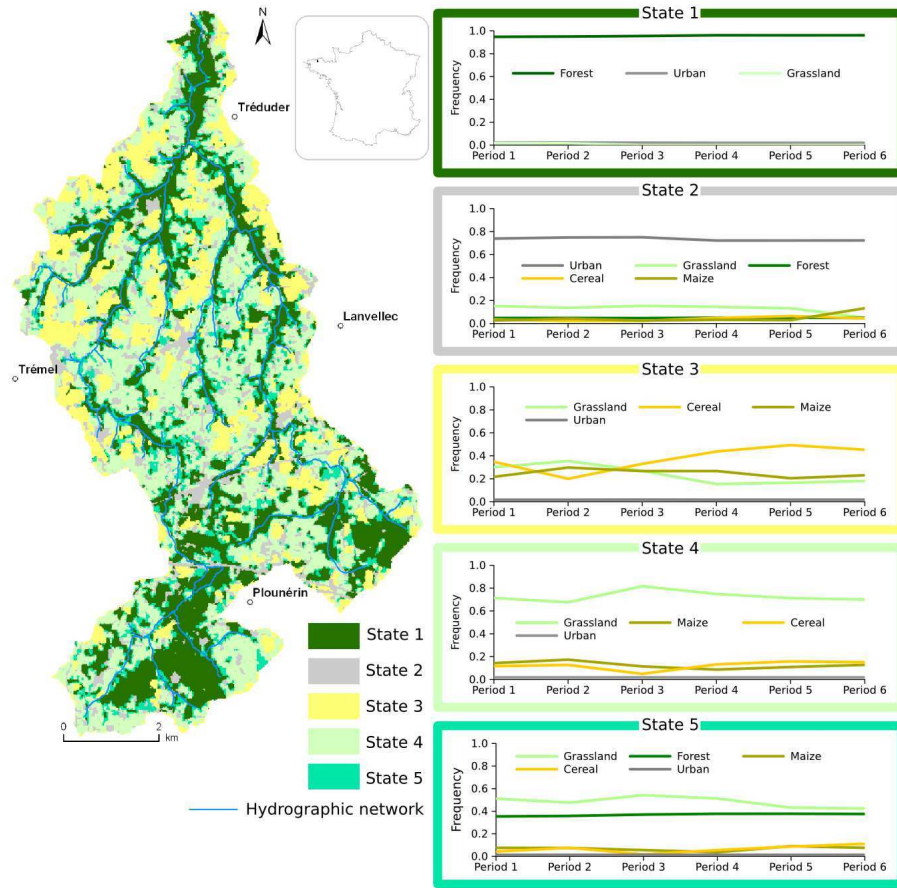 N
Tréduder
Lanvellec
Trémel
Plounérin
0 2
km
State 1
State 2
State 3
State 4
State 5
Hydrographic network
State 1
Frequency
1.0
0.8
0.6
0.4
0.2
0.0
Forest Urban Grassland
Period 1 Period 2 Period 3 Period 4 Period 5 Period 6
State 2
Frequency
1.0
0.8
0.6
0.4
0.2
0.0
Urban Grassland Forest
Cereal Maize
Period 1 Period 2 Period 3 Period 4 Period 5 Period 6
State 3
Frequency
1.0
0.8
0.6
0.4
0.2
0.0
Grassland Cereal Maize
Urban
Period 1 Period 2 Period 3 Period 4 Period 5 Period 6
State 4
Frequency
1.0
0.8
0.6
0.4
0.2
0.0
Grassland Maize Cereal
Urban
Period 1 Period 2 Period 3 Period 4 Period 5 Period 6
State 5
Frequency
1.0
0.8
0.6
0.4
0.2
0.0
Grassland Forest Maize
Cereal Urban
Period 1 Period 2 Period 3 Period 4 Period 5 Period 6